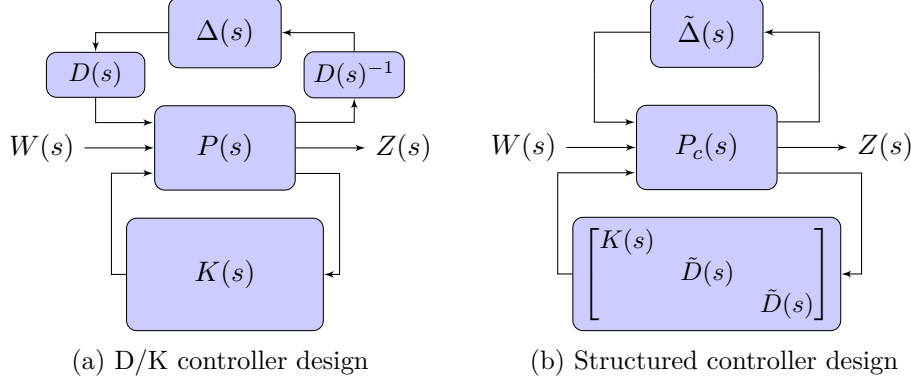 Δ(s)
D(s)
D(s)⁻¹
W(s)
P(s)
Z(s)
K(s)
(a) D/K controller design
Δ̃(s)
W(s)
P_c(s)
Z(s)
K(s)
D̃(s)
D̃(s)
(b) Structured controller design